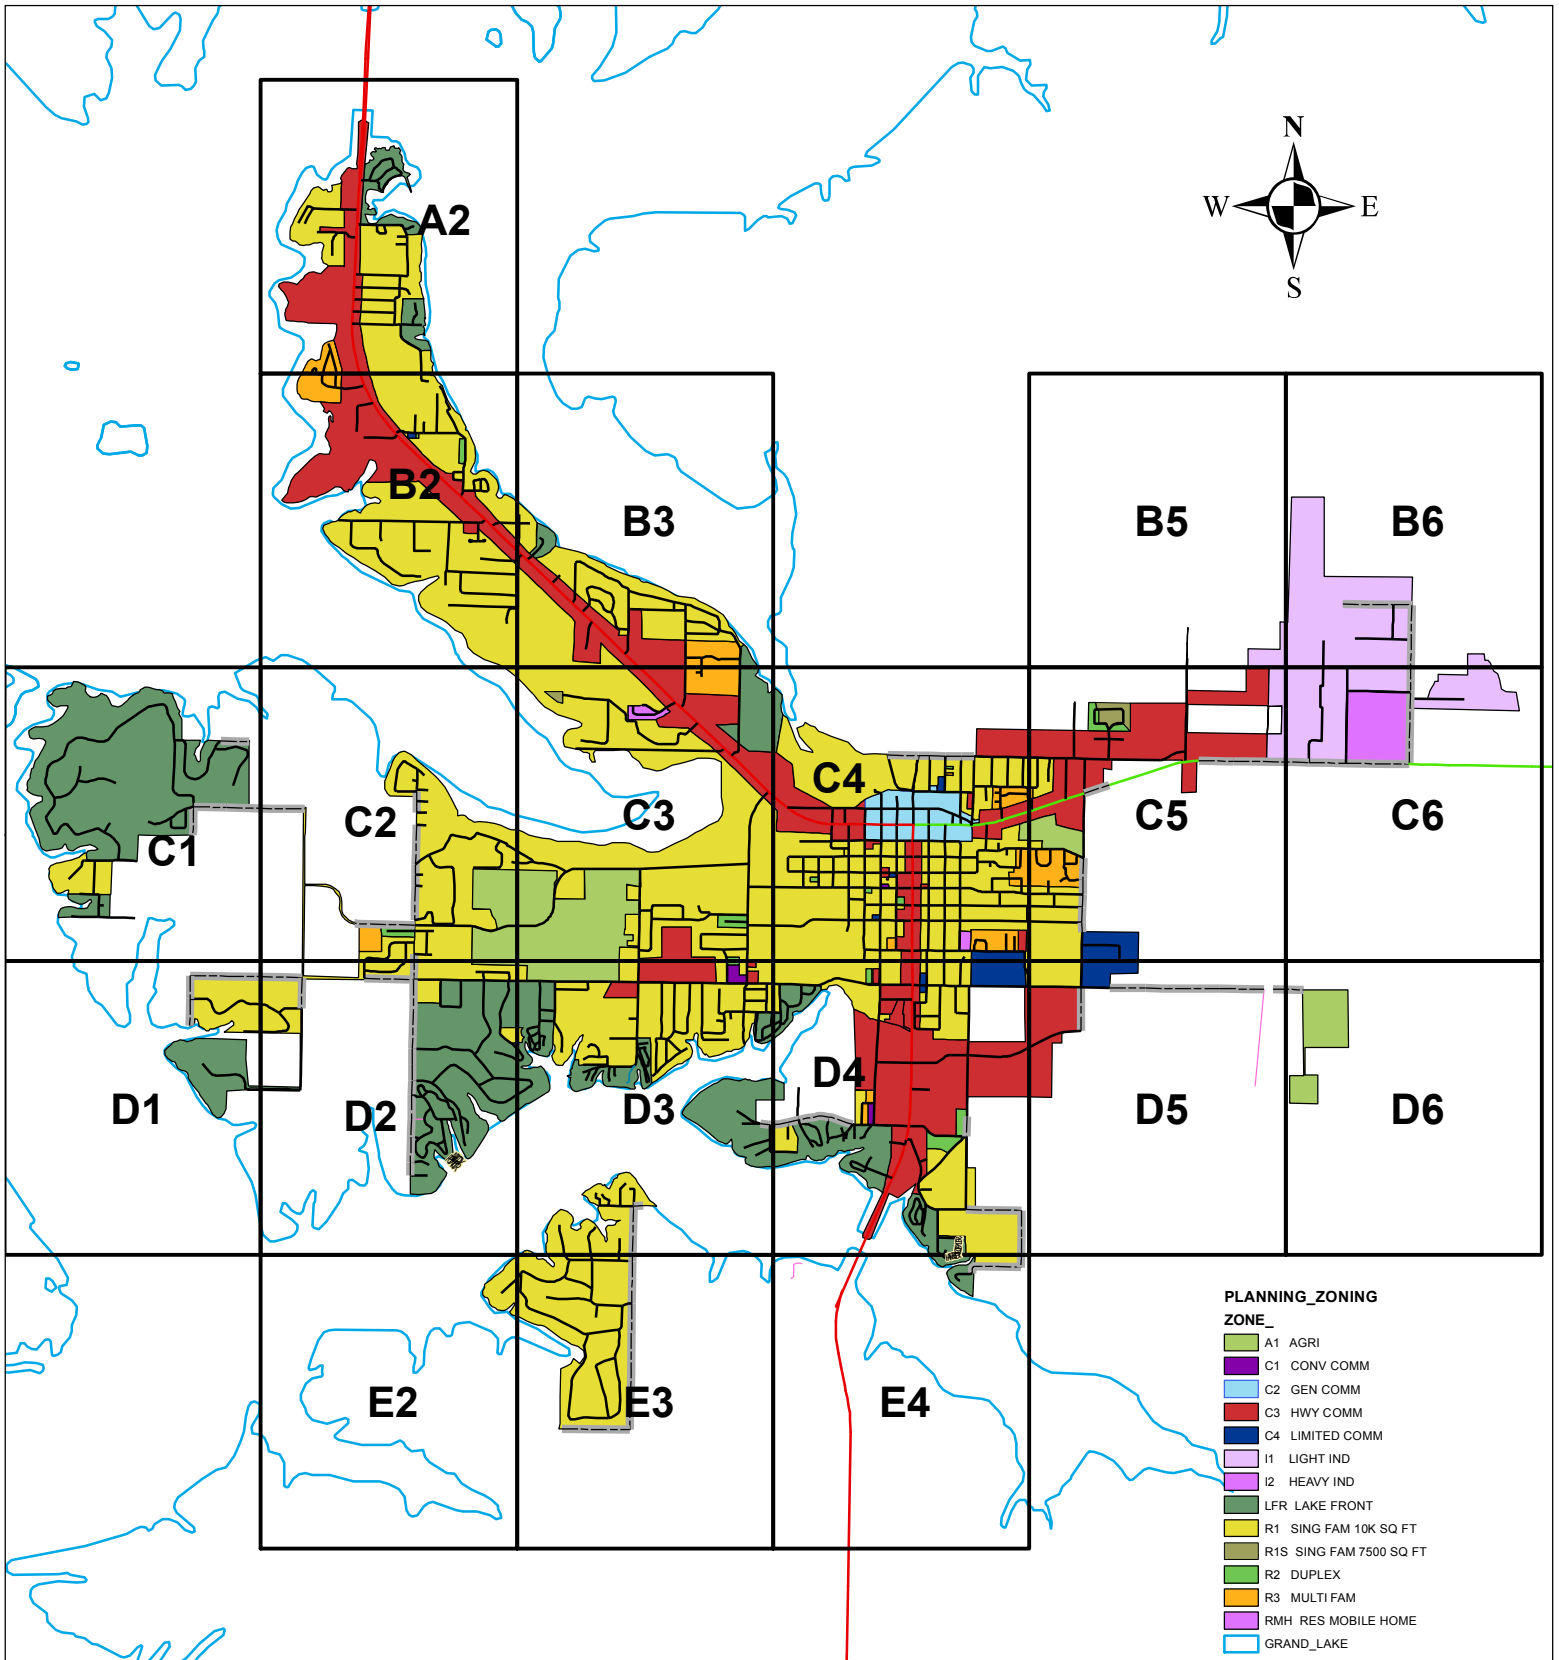 N
W E
S
A2
B2
B3
B5
B6
C1
C2
C3
C4
C5
C6
D1
D2
D3
D4
D5
D6
E2
E3
E4
PLANNING_ZONING
ZONE_
A1 AGRI
C1 CONV COMM
C2 GEN COMM
C3 HWY COMM
C4 LIMITED COMM
I1 LIGHT IND
I2 HEAVY IND
LFR LAKE FRONT
R1 SING FAM 10K SQ FT
R1S SING FAM 7500 SQ FT
R2 DUPLEX
R3 MULTI FAM
RMH RES MOBILE HOME
GRAND_LAKE